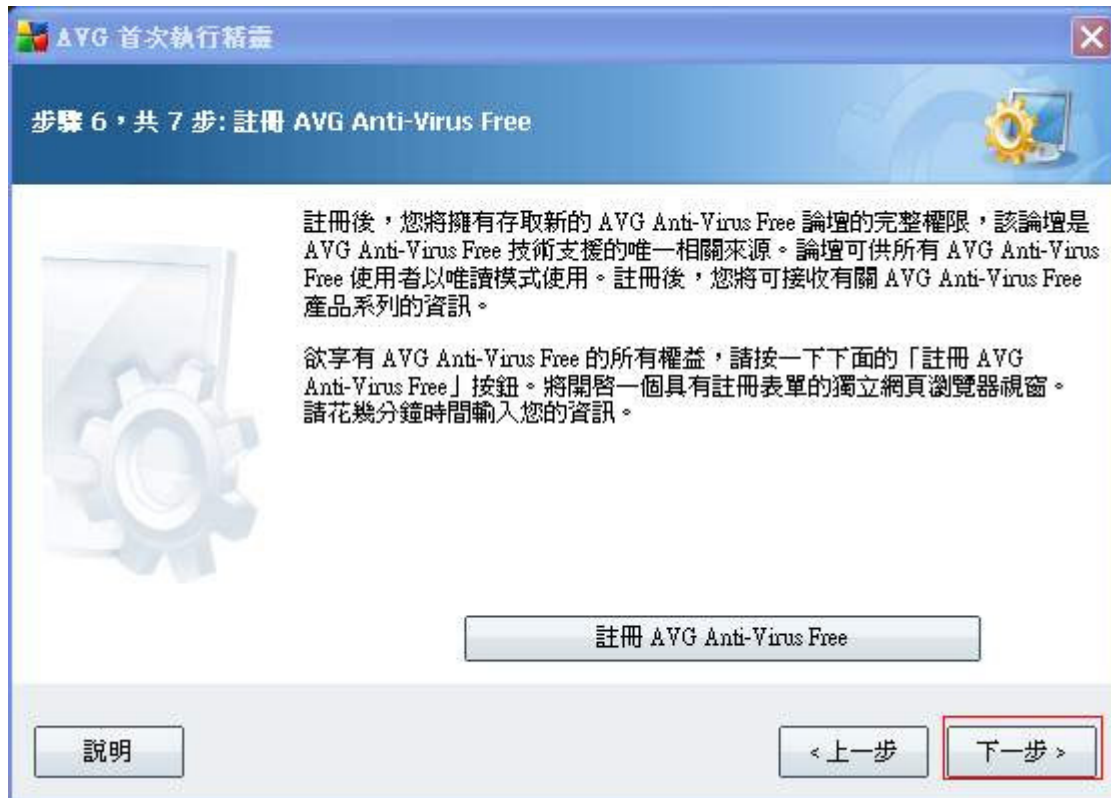 AVG 首次執行精靈
步驟 6，共 7 步: 註冊 AVG Anti-Virus Free
註冊後，您將擁有存取新的 AVG Anti-Virus Free 論壇的完整權限，該論壇是
AVG Anti-Virus Free 技術支援的唯一相關來源。論壇可供所有 AVG Anti-Virus
Free 使用者以唯讀模式使用。註冊後，您將可接收有關 AVG Anti-Virus Free
產品系列的資訊。
欲享有 AVG Anti-Virus Free 的所有權益，請按一下下面的「註冊 AVG
Anti-Virus Free」按鈕。將開啟一個具有註冊表單的獨立網頁瀏覽器視窗。
請花幾分鐘時間輸入您的資訊。
註冊 AVG Anti-Virus Free
說明
<上一步
下一步>